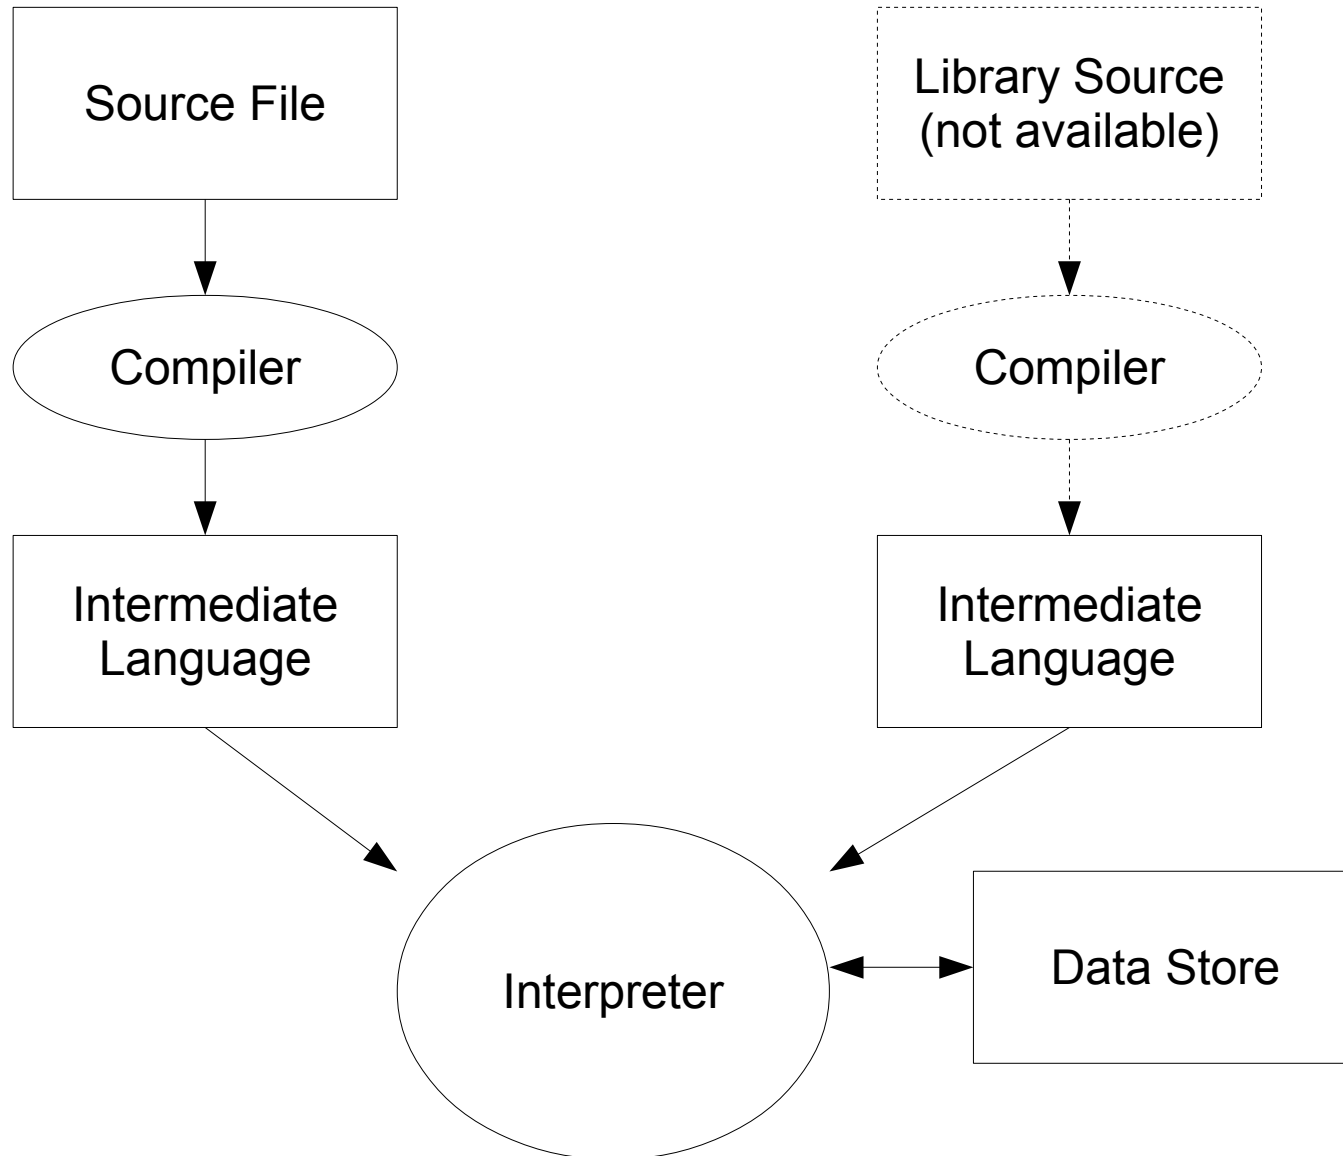 Source File
Library Source
(not available)
Compiler
Compiler
Intermediate
Language
Intermediate
Language
Interpreter
Data Store